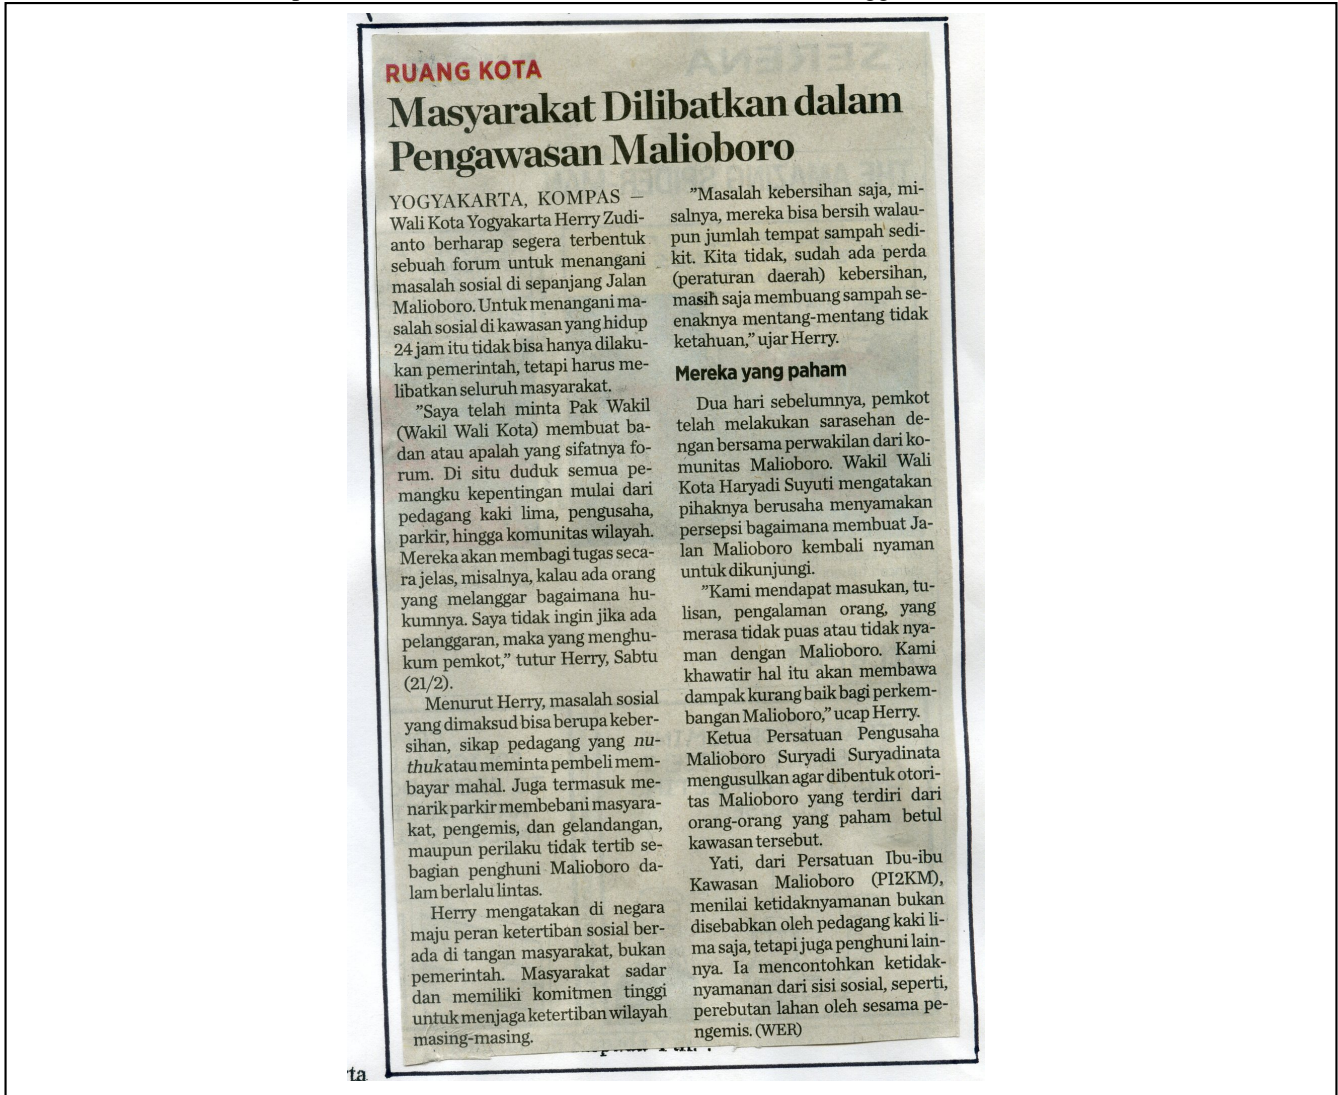 RUANG KOTA
Masyarakat Dilibatkan dalam
Pengawasan Malioboro
YOGYAKARTA, KOMPAS —
Wali Kota Yogyakarta Herry Zudi-
anto berharap segera terbentuk
sebuah forum untuk menangani
masalah sosial di sepanjang Jalan
Malioboro. Untuk menangani ma-
salah sosial di kawasan yang hidup
24 jam itu tidak bisa hanya dilaku-
kan pemerintah, tetapi harus me-
libatkan seluruh masyarakat.
"Saya telah minta Pak Wakil
(Wakil Wali Kota) membuat ba-
dan atau apalah yang sifatnya fo-
rum. Di situ duduk semua pe-
mangku kepentingan mulai dari
pedagang kaki lima, pengusaha,
parkir, hingga komunitas wilayah.
Mereka akan membagi tugas seca-
ra jelas, misalnya, kalau ada orang
yang melanggar bagaimana hu-
kumnya. Saya tidak ingin jika ada
pelanggaran, maka yang menghu-
kum pemkot," tutur Herry, Sabtu
(21/2).
Menurut Herry, masalah sosial
yang dimaksud bisa berupa keber-
sihan, sikap pedagang yang nu-
thuk atau meminta pembeli mem-
bayar mahal. Juga termasuk me-
narik parkir membebani masyara-
kat, pengemis, dan gelandangan,
maupun perilaku tidak tertib se-
bagian penghuni Malioboro da-
lam berlalu lintas.
Herry mengatakan di negara
maju peran ketertiban sosial ber-
ada di tangan masyarakat, bukan
pemerintah. Masyarakat sadar
dan memiliki komitmen tinggi
untuk menjaga ketertiban wilayah
masing-masing.
"Masalah kebersihan saja, mi-
salnya, mereka bisa bersih walau-
pun jumlah tempat sampah sedi-
kit. Kita tidak, sudah ada perda
(peraturan daerah) kebersihan,
masih saja membuang sampah se-
enaknya mentang-mentang tidak
ketahuan," ujar Herry.
Mereka yang paham
Dua hari sebelumnya, pemkot
telah melakukan sarasehan de-
ngan bersama perwakilan dari ko-
munitas Malioboro. Wakil Wali
Kota Haryadi Suyuti mengatakan
pihaknya berusaha menyamakan
persepsi bagaimana membuat Ja-
lan Malioboro kembali nyaman
untuk dikunjungi.
"Kami mendapat masukan, tu-
lisan, pengalaman orang, yang
merasa tidak puas atau tidak nya-
man dengan Malioboro. Kami
khawatir hal itu akan membawa
dampak kurang baik bagi perkem-
bangan Malioboro," ucap Herry.
Ketua Persatuan Pengusaha
Malioboro Suryadi Suryadinata
mengusulkan agar dibentuk otori-
tas Malioboro yang terdiri dari
orang-orang yang paham betul
kawasan tersebut.
Yati, dari Persatuan Ibu-ibu
Kawasan Malioboro (PI2KM),
menilai ketidaknyamanan bukan
disebabkan oleh pedagang kaki li-
ma saja, tetapi juga penghuni lain-
nya. Ia mencontohkan ketidak-
nyamanan dari sisi sosial, seperti,
perebutan lahan oleh sesama pe-
ngemis. (WER)